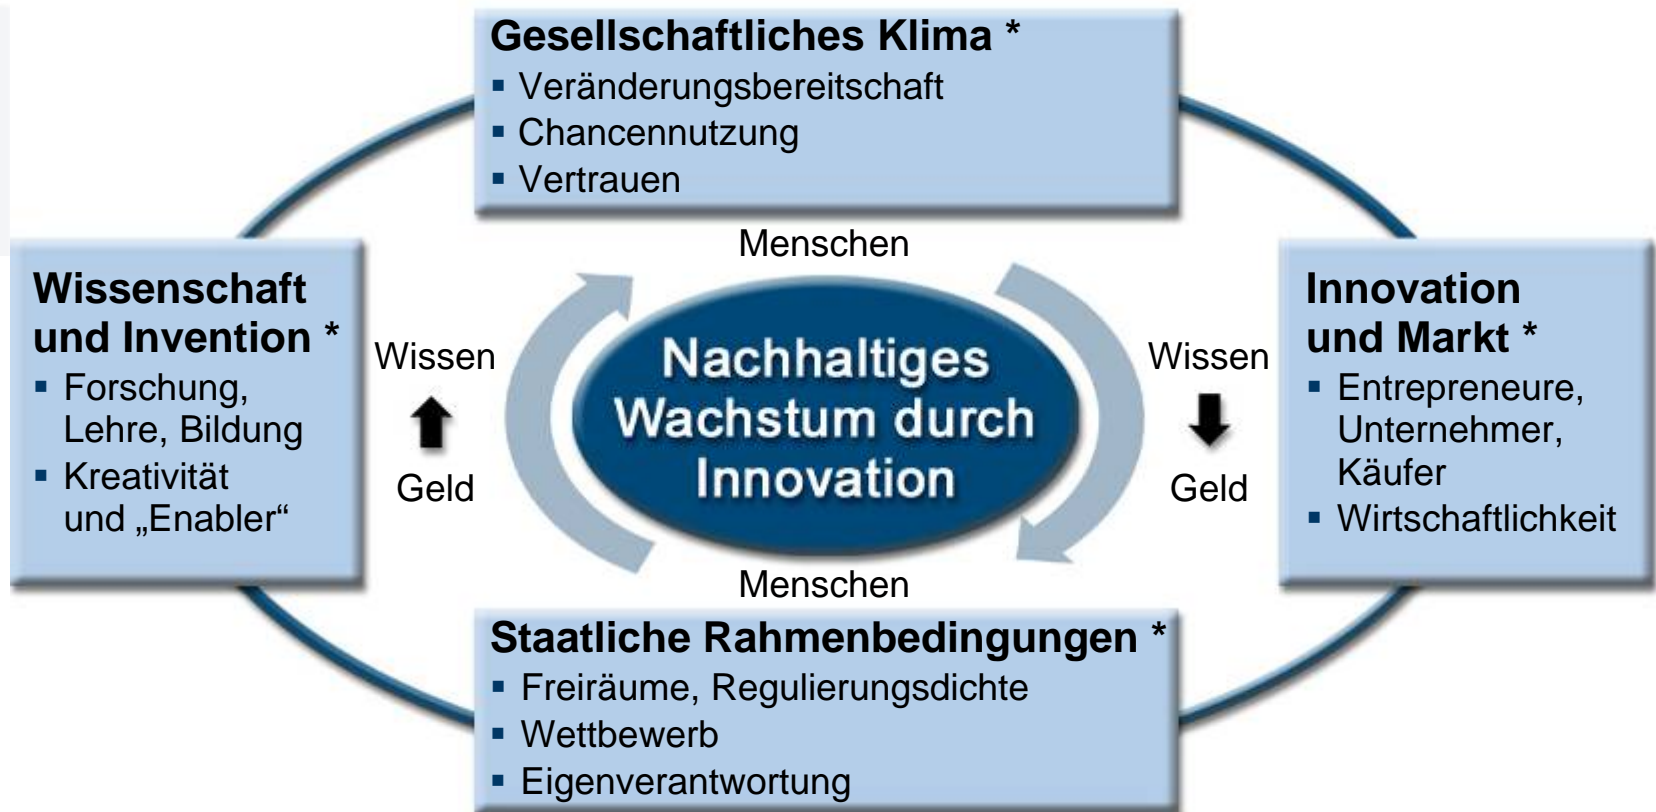 Gesellschaftliches Klima *
▪ Veränderungsbereitschaft
▪ Chancennutzung
▪ Vertrauen
Menschen
Wissenschaft
und Invention *
▪ Forschung,
Lehre, Bildung
▪ Kreativität
und „Enabler“
Wissen
Geld
Nachhaltiges
Wachstum durch
Innovation
Wissen
Geld
Innovation
und Markt *
▪ Entrepreneure,
Unternehmer,
Käufer
▪ Wirtschaftlichkeit
Menschen
Staatliche Rahmenbedingungen *
▪ Freiräume, Regulierungsdichte
▪ Wettbewerb
▪ Eigenverantwortung